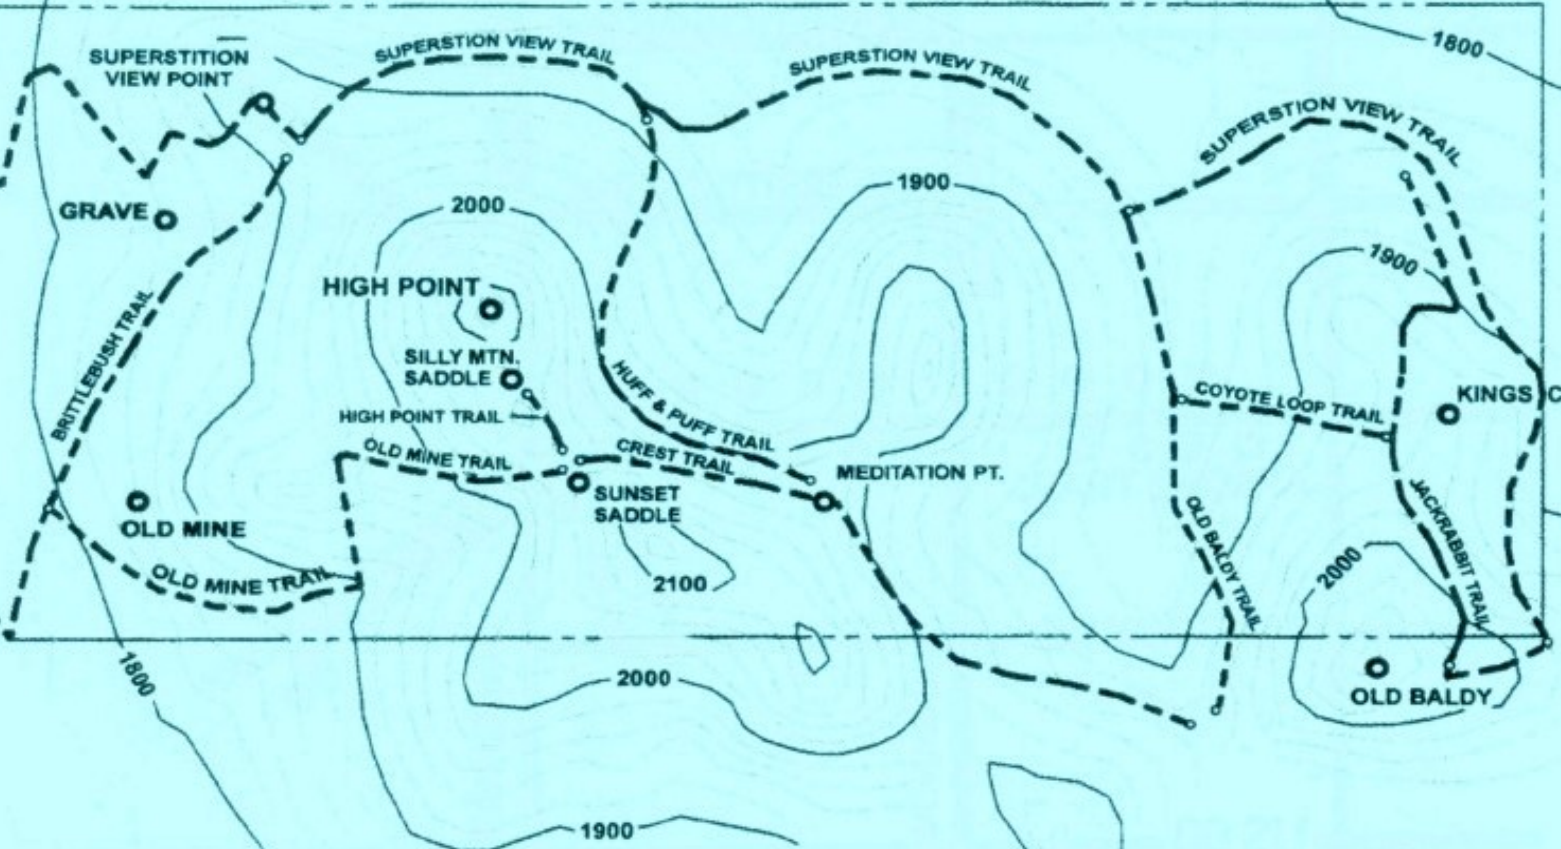 SUPERSTITION
VIEW POINT
SUPERSTION VIEW TRAIL
SUPERSTION VIEW TRAIL
1800
SUPERSTION VIEW TRAIL
GRAVE
2000
1900
1900
HIGH POINT
BRITTLEBUSH TRAIL
SILLY MTN.
SADDLE
HIGH POINT TRAIL
HUFF & PUFF TRAIL
COYOTE LOOP TRAIL
KINGS C
OLD MINE TRAIL
CREST TRAIL
MEDITATION PT.
SUNSET
SADDLE
OLD MINE
OLD BALDY TRAIL
JACKRABBIT TRAIL
OLD MINE TRAIL
2100
2000
1800
2000
OLD BALDY
1900